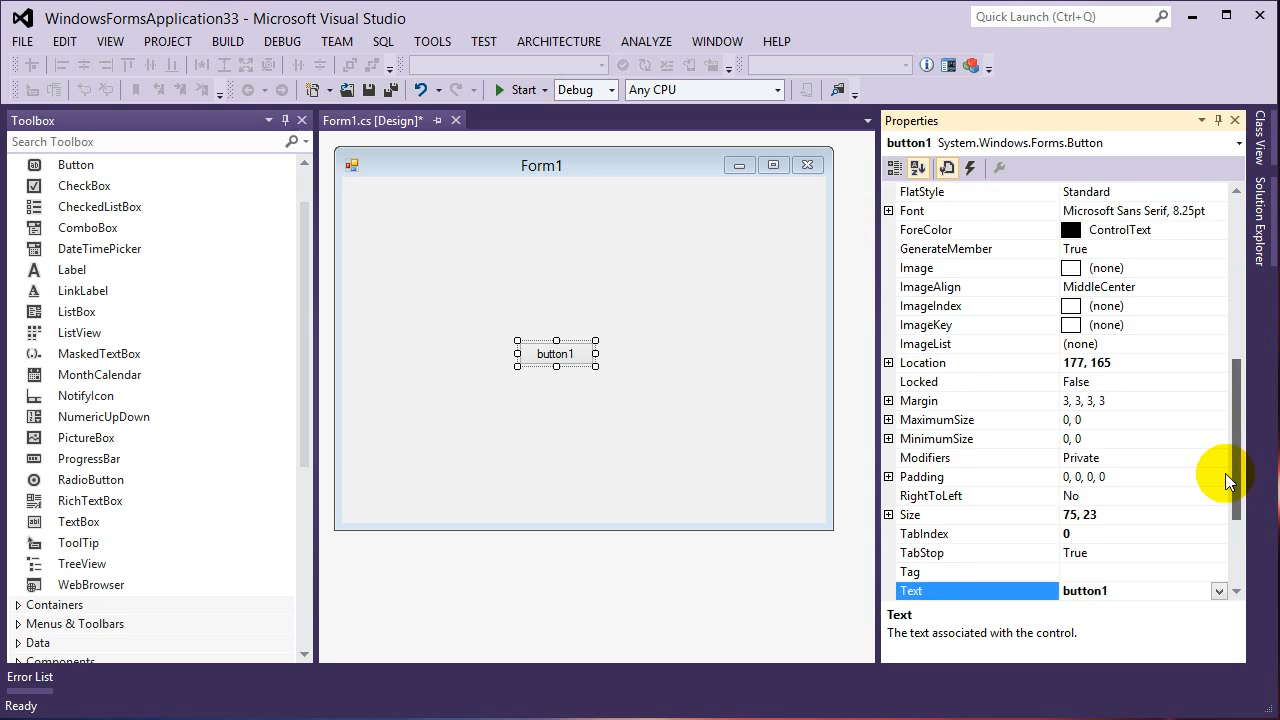 WindowsFormsApplication33 - Microsoft Visual Studio
Quick Launch (Ctrl+Q)
FILE EDIT VIEW PROJECT BUILD DEBUG TEAM SQL TOOLS TEST ARCHITECTURE ANALYZE WINDOW HELP
Start Debug Any CPU
Toolbox
Search Toolbox
Button
CheckBox
CheckedListBox
ComboBox
DateTimePicker
Label
LinkLabel
ListBox
ListView
MaskedTextBox
MonthCalendar
NotifyIcon
NumericUpDown
PictureBox
ProgressBar
RadioButton
RichTextBox
TextBox
ToolTip
TreeView
WebBrowser
Containers
Menus & Toolbars
Data
Components
Form1.cs [Design]*
Form1
button1
Properties
button1 System.Windows.Forms.Button
FlatStyle Standard
Font Microsoft Sans Serif, 8.25pt
ForeColor ControlText
GenerateMember True
Image (none)
ImageAlign MiddleCenter
ImageIndex (none)
ImageKey (none)
ImageList (none)
Location 177, 165
Locked False
Margin 3, 3, 3, 3
MaximumSize 0, 0
MinimumSize 0, 0
Modifiers Private
Padding 0, 0, 0, 0
RightToLeft No
Size 75, 23
TabIndex 0
TabStop True
Tag
Text button1
Text
The text associated with the control.
Class View
Solution Explorer
Error List
Ready